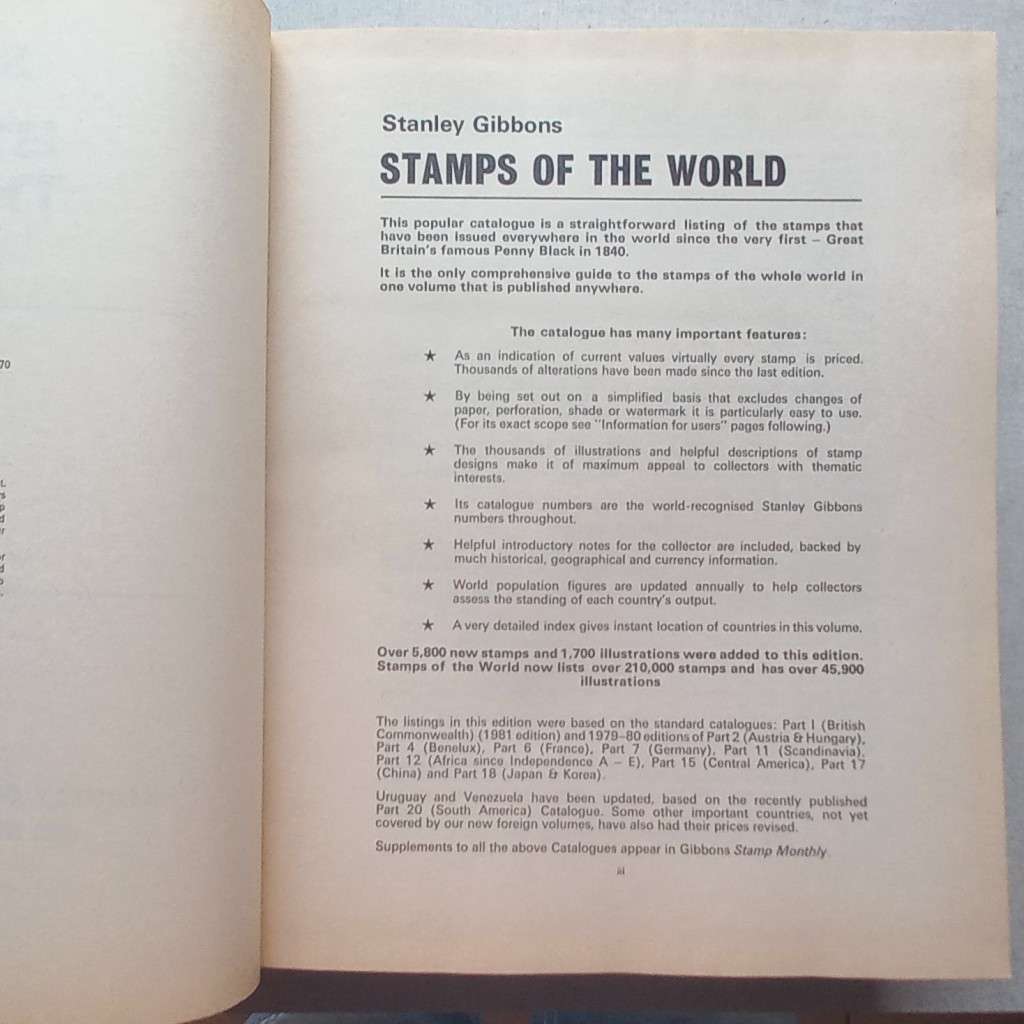 70
L
s
p
d
r
r
d
o
.
Stanley Gibbons
STAMPS OF THE WORLD
This popular catalogue is a straightforward listing of the stamps that
have been issued everywhere in the world since the very first – Great
Britain's famous Penny Black in 1840.
It is the only comprehensive guide to the stamps of the whole world in
one volume that is published anywhere.
The catalogue has many important features:
★ As an indication of current values virtually every stamp is priced.
Thousands of alterations have been made since the last edition.
★ By being set out on a simplified basis that excludes changes of
paper, perforation, shade or watermark it is particularly easy to use.
(For its exact scope see "Information for users" pages following.)
★ The thousands of illustrations and helpful descriptions of stamp
designs make it of maximum appeal to collectors with thematic
interests.
★ Its catalogue numbers are the world-recognised Stanley Gibbons
numbers throughout.
★ Helpful introductory notes for the collector are included, backed by
much historical, geographical and currency information.
★ World population figures are updated annually to help collectors
assess the standing of each country's output.
★ A very detailed index gives instant location of countries in this volume.
Over 5,800 new stamps and 1,700 illustrations were added to this edition.
Stamps of the World now lists over 210,000 stamps and has over 45,900
illustrations
The listings in this edition were based on the standard catalogues: Part I (British
Commonwealth) (1981 edition) and 1979–80 editions of Part 2 (Austria & Hungary),
Part 4 (Benelux), Part 6 (France), Part 7 (Germany), Part 11 (Scandinavia),
Part 12 (Africa since Independence A – E), Part 15 (Central America), Part 17
(China) and Part 18 (Japan & Korea).
Uruguay and Venezuela have been updated, based on the recently published
Part 20 (South America) Catalogue. Some other important countries, not yet
covered by our new foreign volumes, have also had their prices revised.
Supplements to all the above Catalogues appear in Gibbons Stamp Monthly.
iii